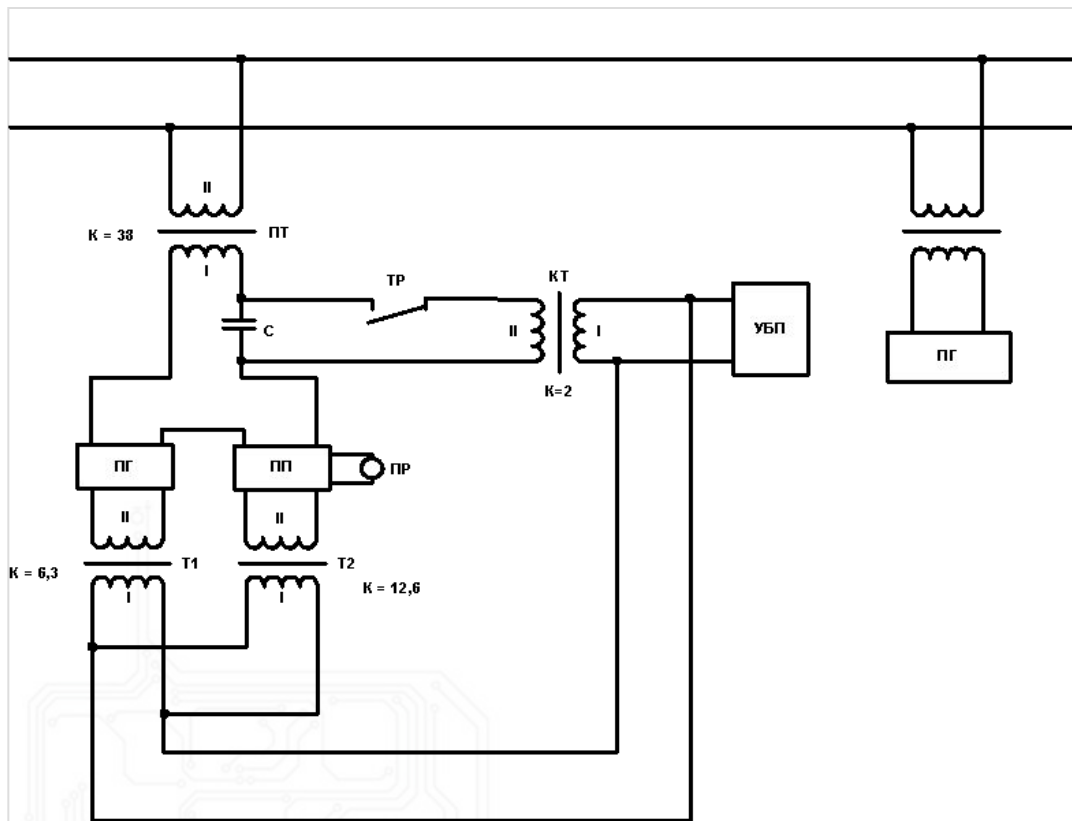 II
К = 38
ПТ
I
ТР
КТ
С
II
I
УБП
ПГ
К=2
ПГ
ПП
ПР
II
II
Т1
Т2
К = 6,3
I
I
К = 12,6